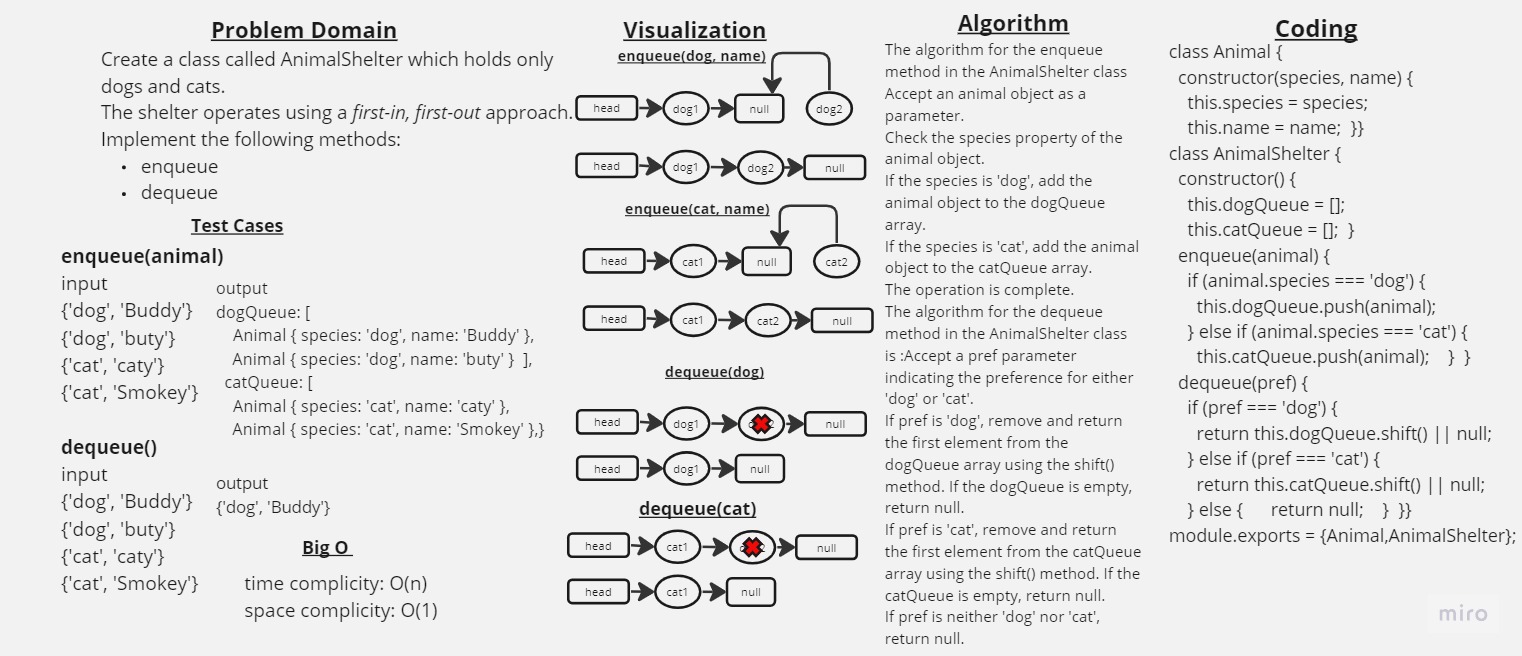 Problem Domain
Create a class called AnimalShelter which holds only
dogs and cats.
The shelter operates using a first-in, first-out approach.
Implement the following methods:
• enqueue
• dequeue
Test Cases
enqueue(animal)
input
{'dog', 'Buddy'}
{'dog', 'buty'}
{'cat', 'caty'}
{'cat', 'Smokey'}
output
dogQueue: [
Animal { species: 'dog', name: 'Buddy' },
Animal { species: 'dog', name: 'buty' } ],
catQueue: [
Animal { species: 'cat', name: 'caty' },
Animal { species: 'cat', name: 'Smokey' },}
dequeue()
input
{'dog', 'Buddy'}
{'dog', 'buty'}
{'cat', 'caty'}
{'cat', 'Smokey'}
output
{'dog', 'Buddy'}
Big O
time complicity: O(n)
space complicity: O(1)
Visualization
enqueue(dog, name)
head dog1 null dog2
head dog1 dog2 null
enqueue(cat, name)
head cat1 null cat2
head cat1 cat2 null
dequeue(dog)
head dog1 null
head dog1 null
dequeue(cat)
head cat1 null
head cat1 null
Algorithm
The algorithm for the enqueue
method in the AnimalShelter class
Accept an animal object as a
parameter.
Check the species property of the
animal object.
If the species is 'dog', add the
animal object to the dogQueue
array.
If the species is 'cat', add the animal
object to the catQueue array.
The operation is complete.
The algorithm for the dequeue
method in the AnimalShelter class
is :Accept a pref parameter
indicating the preference for either
'dog' or 'cat'.
If pref is 'dog', remove and return
the first element from the
dogQueue array using the shift()
method. If the dogQueue is empty,
return null.
If pref is 'cat', remove and return
the first element from the catQueue
array using the shift() method. If the
catQueue is empty, return null.
If pref is neither 'dog' nor 'cat',
return null.
Coding
class Animal {
constructor(species, name) {
this.species = species;
this.name = name; }}
class AnimalShelter {
constructor() {
this.dogQueue = [];
this.catQueue = []; }
enqueue(animal) {
if (animal.species === 'dog') {
this.dogQueue.push(animal);
} else if (animal.species === 'cat') {
this.catQueue.push(animal); } }
dequeue(pref) {
if (pref === 'dog') {
return this.dogQueue.shift() || null;
} else if (pref === 'cat') {
return this.catQueue.shift() || null;
} else { return null; } }}
module.exports = {Animal,AnimalShelter};
miro